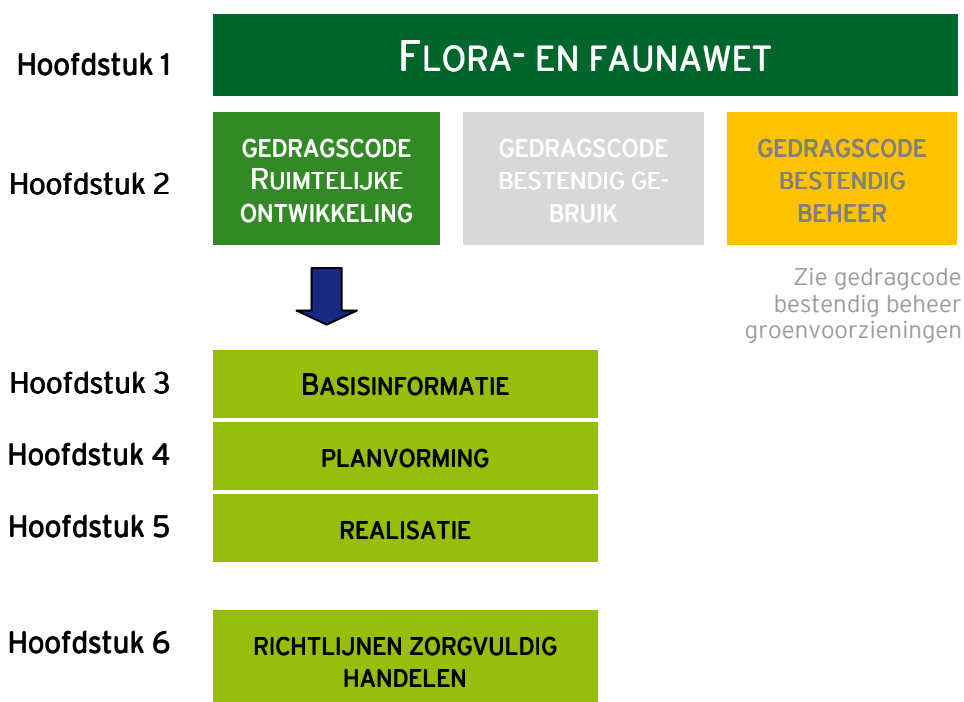 Hoofdstuk 1
FLORA- EN FAUNAWET
Hoofdstuk 2
GEDRAGSCODE
RUIMTELIJKE
ONTWIKKELING
GEDRAGSCODE
BESTENDIG GE-
BRUIK
GEDRAGSCODE
BESTENDIG
BEHEER
Zie gedragcode
bestendig beheer
groenvoorzieningen
Hoofdstuk 3
BASISINFORMATIE
Hoofdstuk 4
PLANVORMING
Hoofdstuk 5
REALISATIE
Hoofdstuk 6
RICHTLIJNEN ZORGVULDIG
HANDELEN